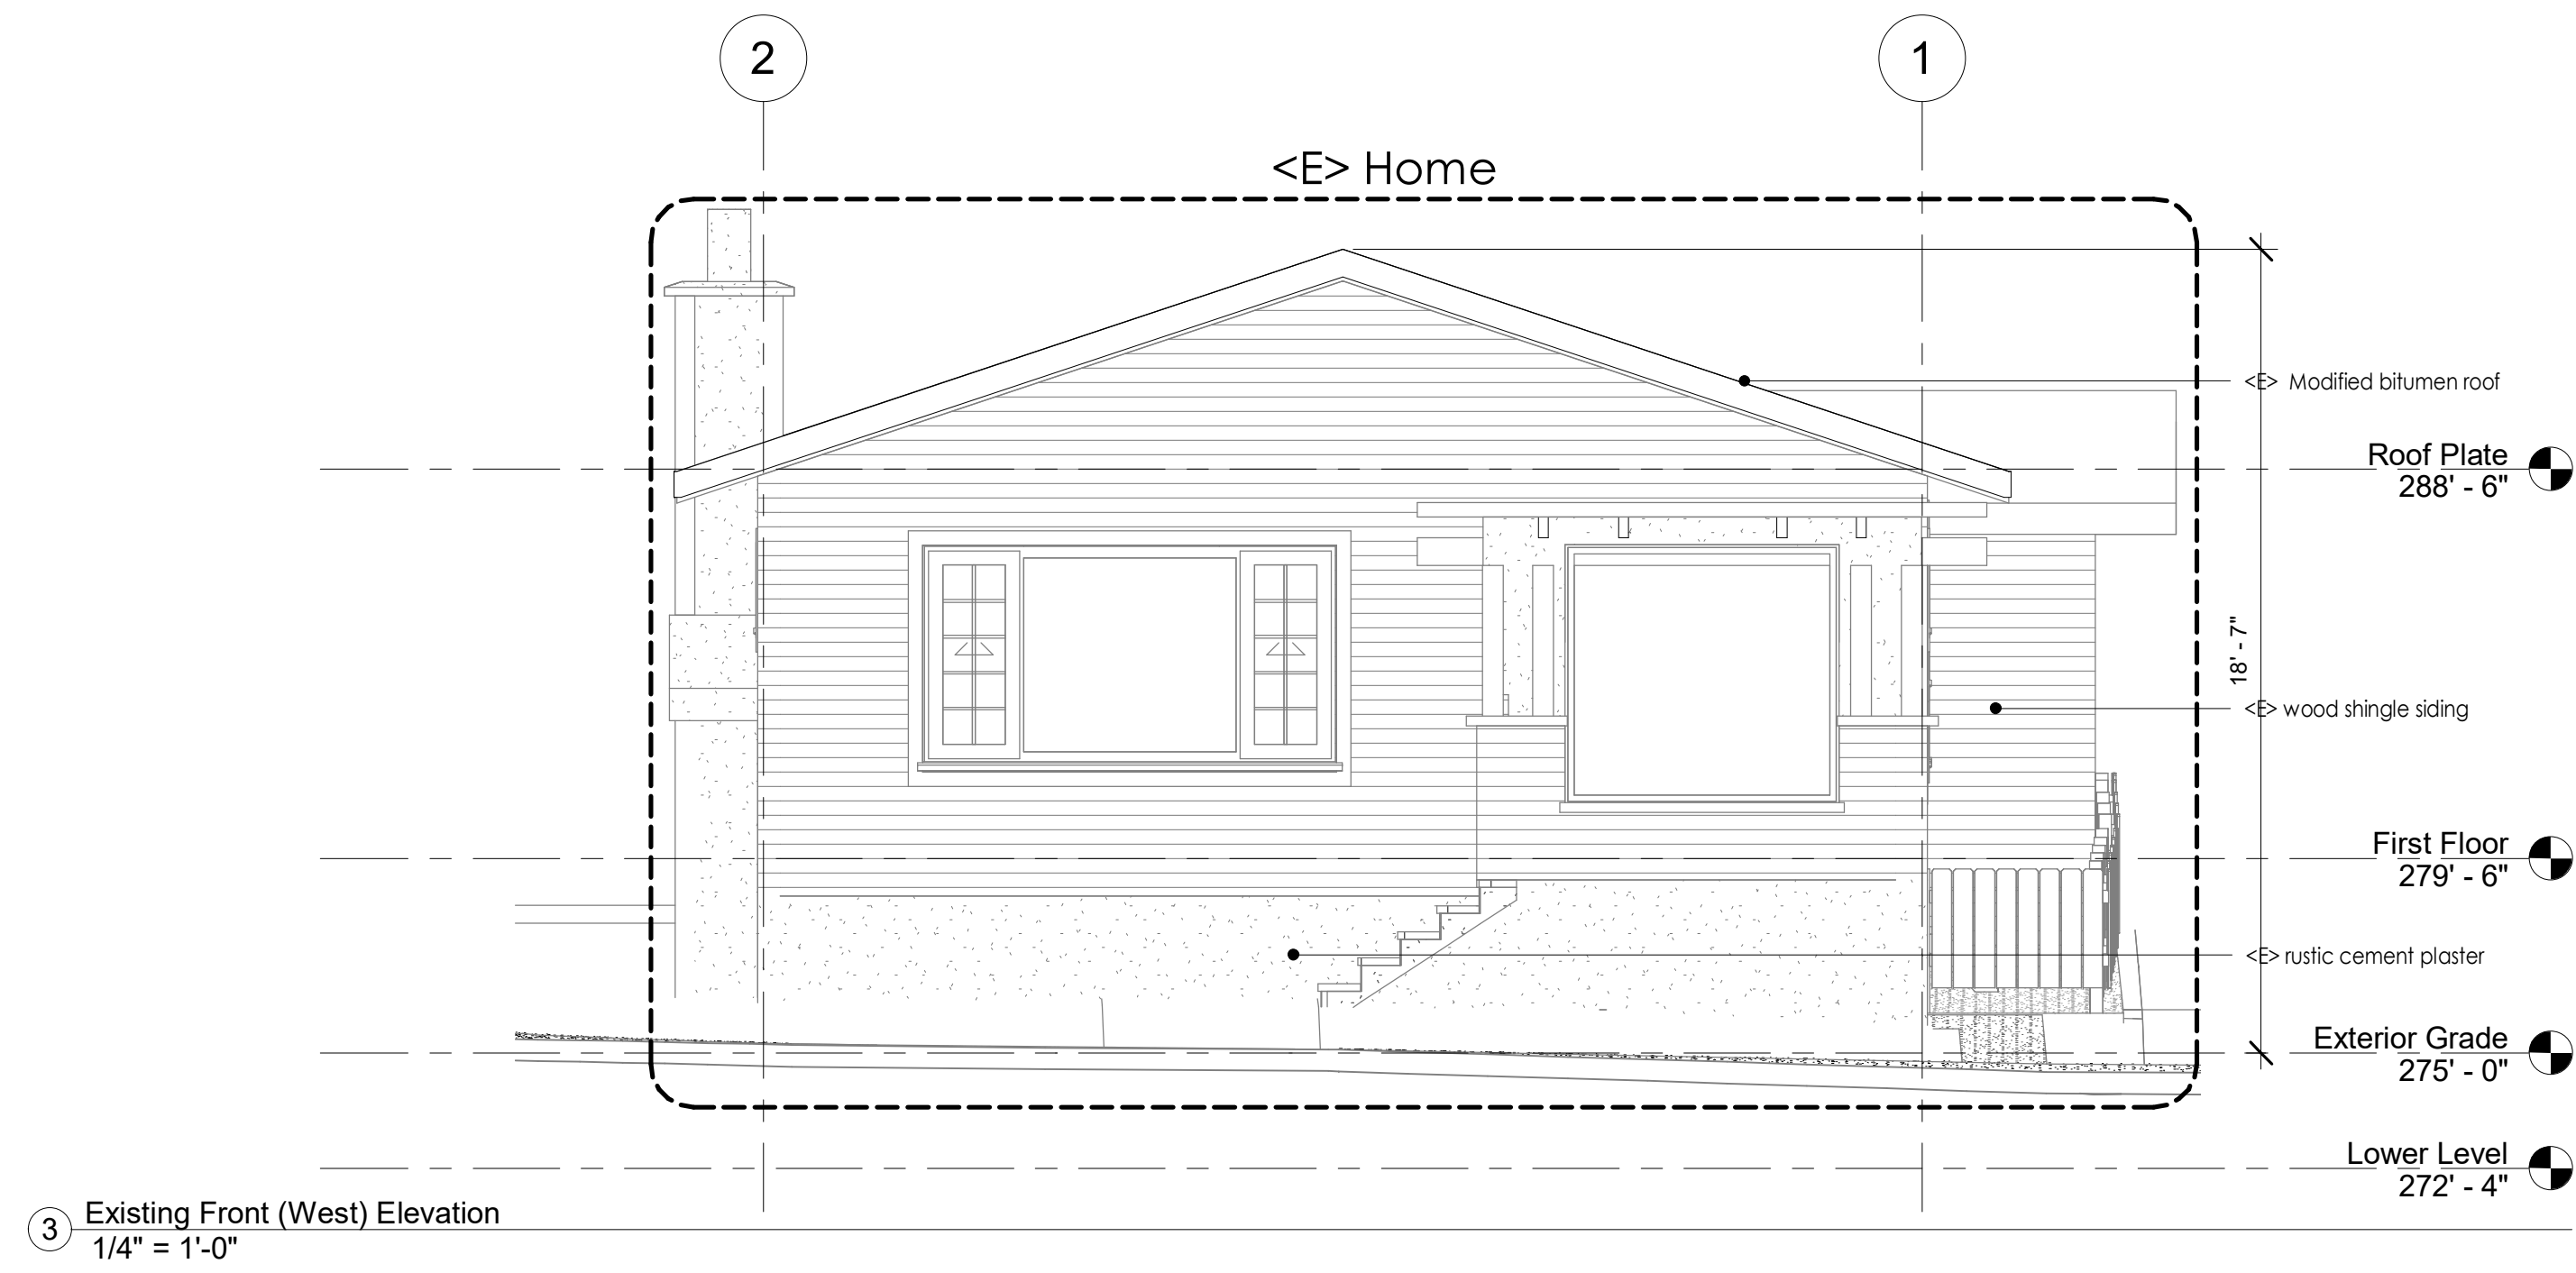 2
1
<E> Home
<E> Modified bitumen roof
Roof Plate
288' - 6"
18' - 7"
<E> wood shingle siding
First Floor
279' - 6"
<E> rustic cement plaster
Exterior Grade
275' - 0"
Lower Level
272' - 4"
3
Existing Front (West) Elevation
1/4" = 1'-0"